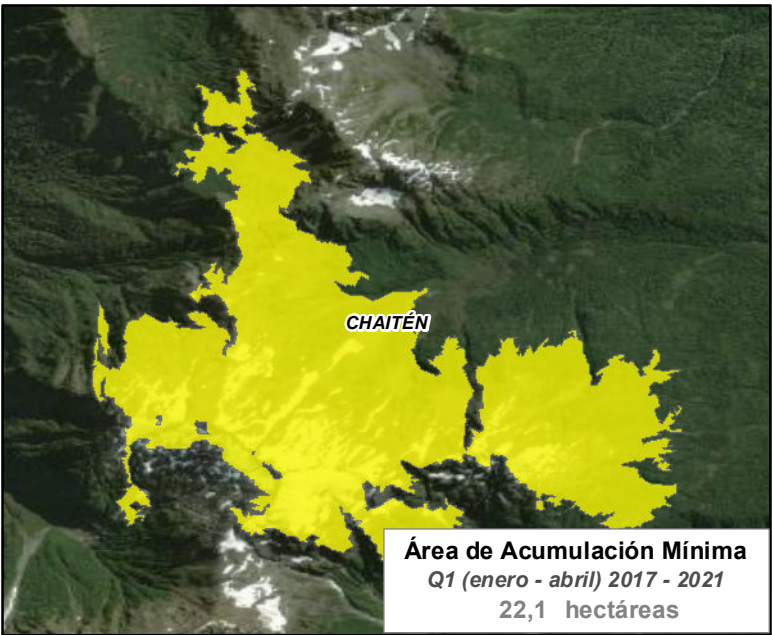 CHAITÉN
Área de Acumulación Mínima
Q1 (enero - abril) 2017 - 2021
22,1 hectáreas